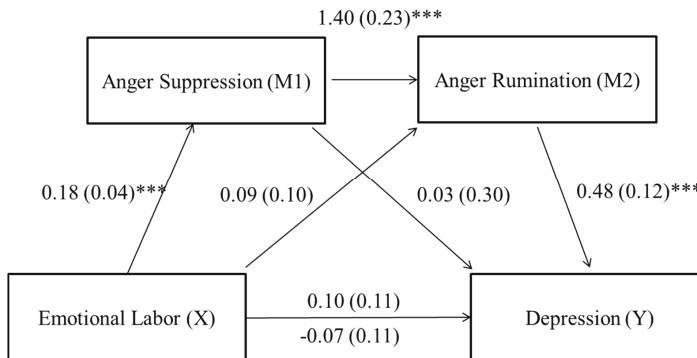 1.40 (0.23)***
Anger Suppression (M1)
Anger Rumination (M2)
0.18 (0.04)***
0.09 (0.10)
0.03 (0.30)
0.48 (0.12)***
0.10 (0.11)
Emotional Labor (X)
Depression (Y)
-0.07 (0.11)